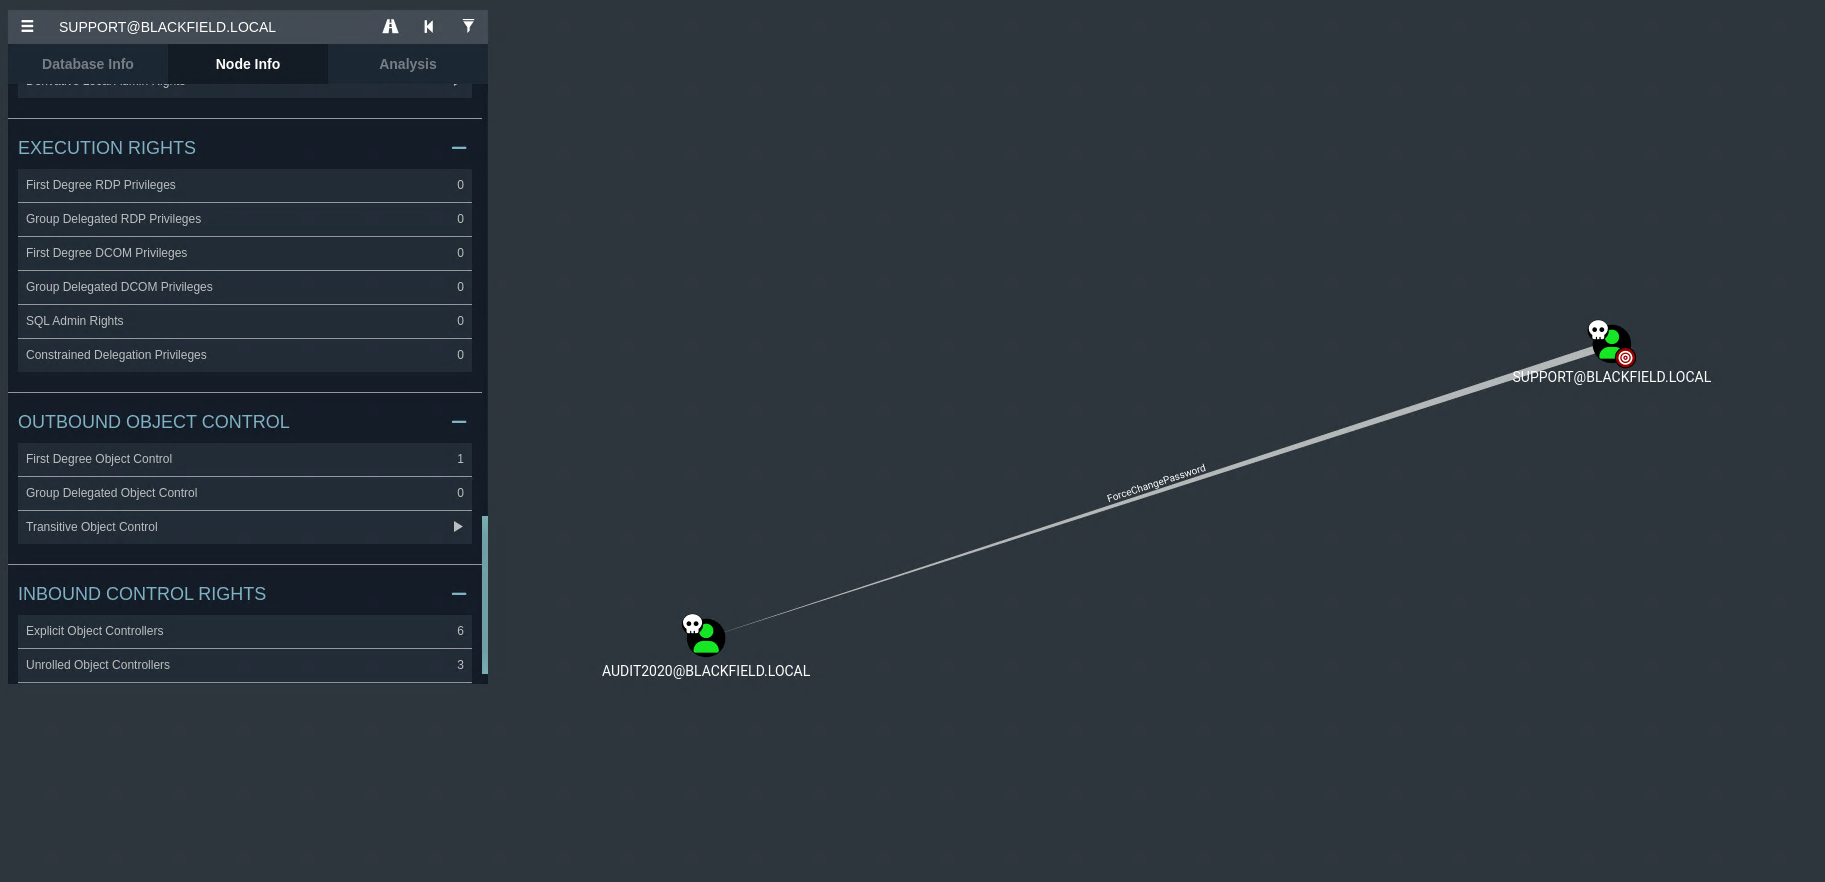 SUPPORT@BLACKFIELD.LOCAL
Database Info
Node Info
Analysis
EXECUTION RIGHTS
First Degree RDP Privileges 0
Group Delegated RDP Privileges 0
First Degree DCOM Privileges 0
Group Delegated DCOM Privileges 0
SQL Admin Rights 0
Constrained Delegation Privileges 0
OUTBOUND OBJECT CONTROL
First Degree Object Control 1
Group Delegated Object Control 0
Transitive Object Control
INBOUND CONTROL RIGHTS
Explicit Object Controllers 6
Unrolled Object Controllers 3
SUPPORT@BLACKFIELD.LOCAL
ForceChangePassword
AUDIT2020@BLACKFIELD.LOCAL